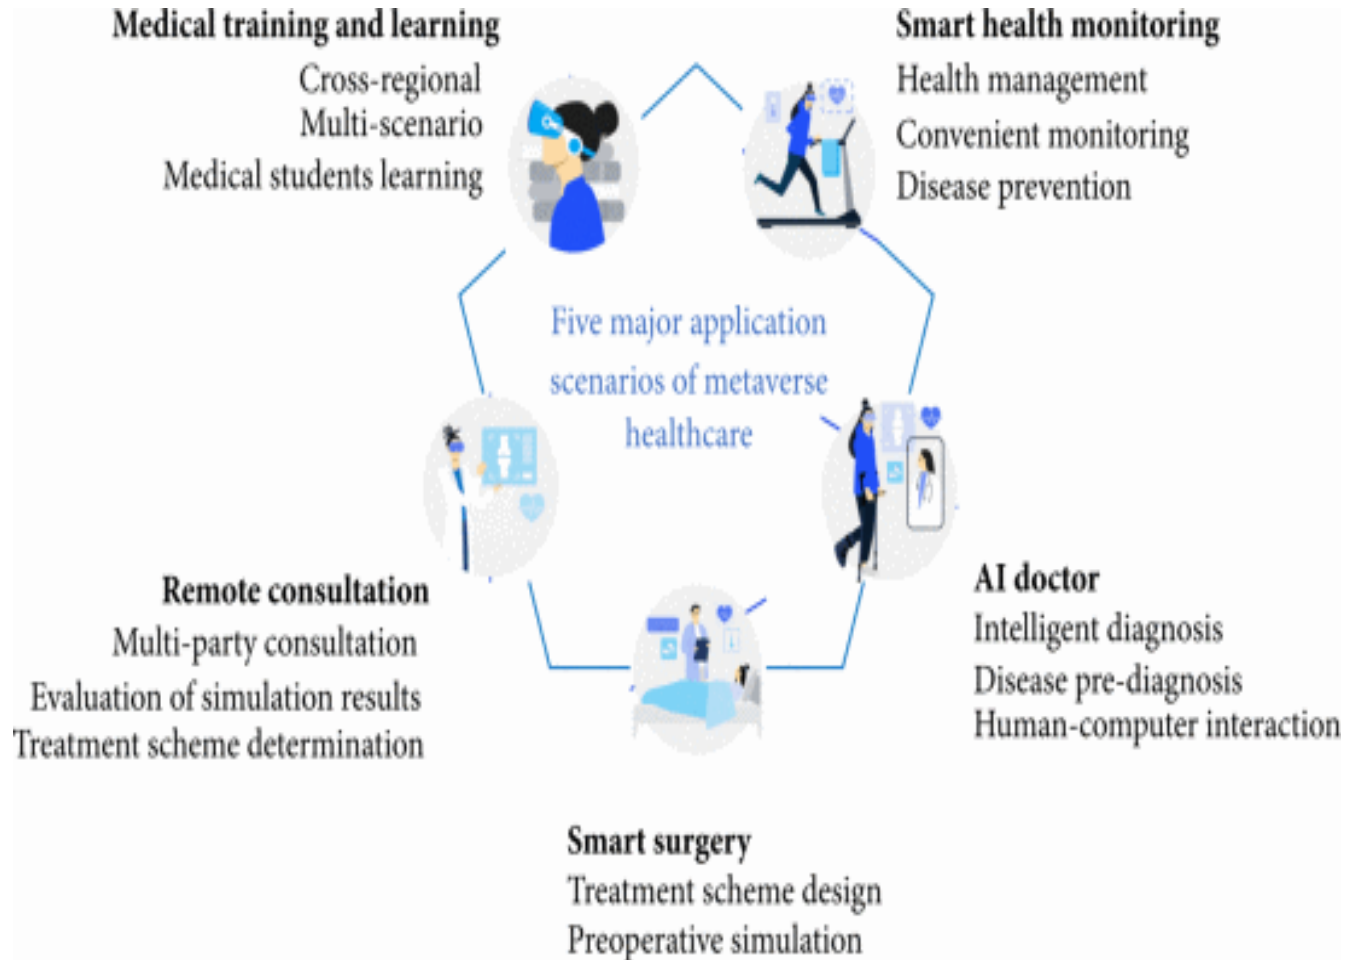 Medical training and learning
Cross-regional
Multi-scenario
Medical students learning
Smart health monitoring
Health management
Convenient monitoring
Disease prevention
Five major application
scenarios of metaverse
healthcare
Remote consultation
Multi-party consultation
Evaluation of simulation results
Treatment scheme determination
AI doctor
Intelligent diagnosis
Disease pre-diagnosis
Human-computer interaction
Smart surgery
Treatment scheme design
Preoperative simulation